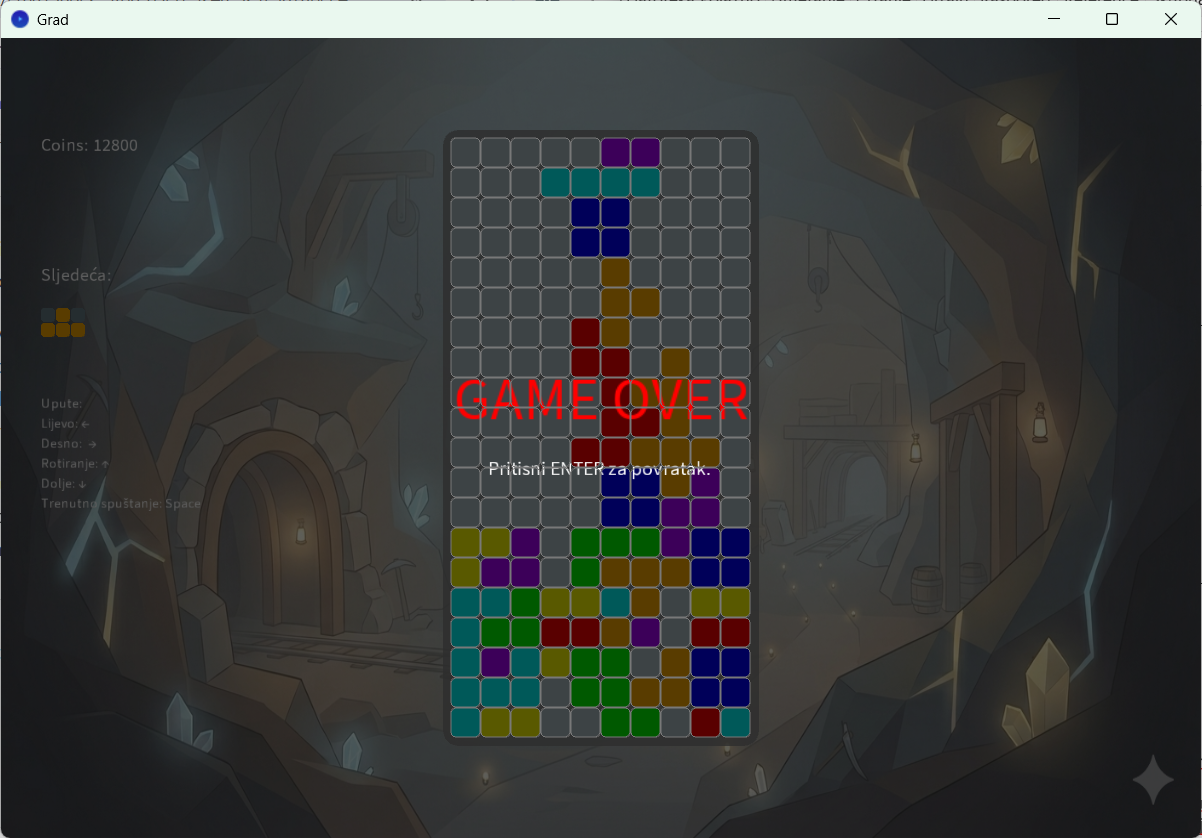 Grad
Coins: 12800
Sljedeća:
GAME OVER
Pritisni ENTER za povratak.
Upute:
Lijevo: ←
Desno: →
Rotiranje: ↑
Dolje: ↓
Trenutno spuštanje: Space